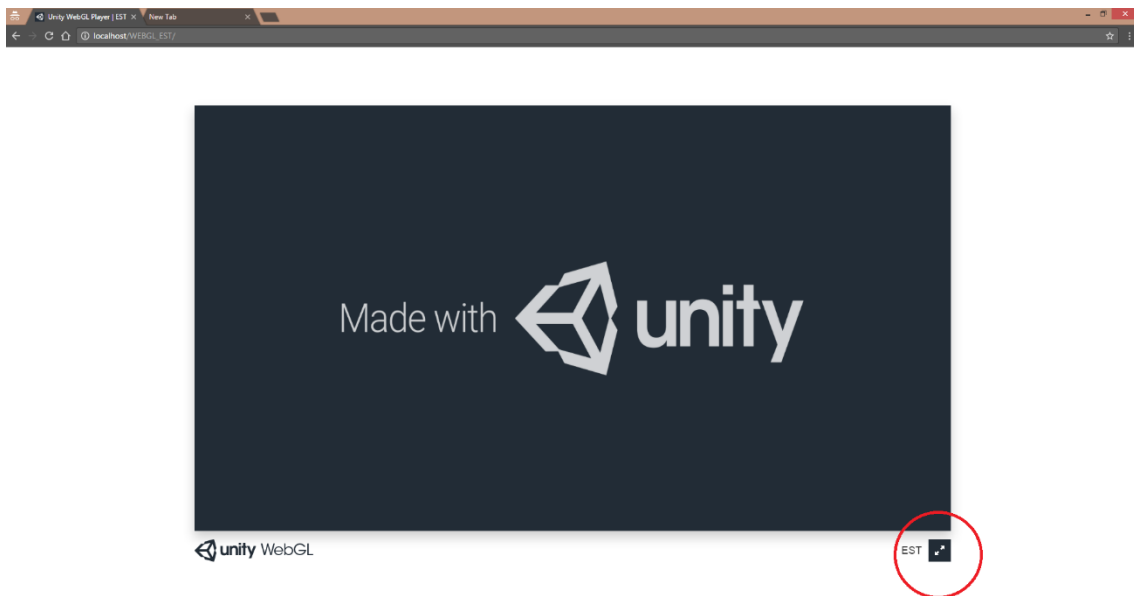 Unity WebGL Player | EST
New Tab
localhost/WEBGL_EST/
Made with unity
unity WebGL
EST